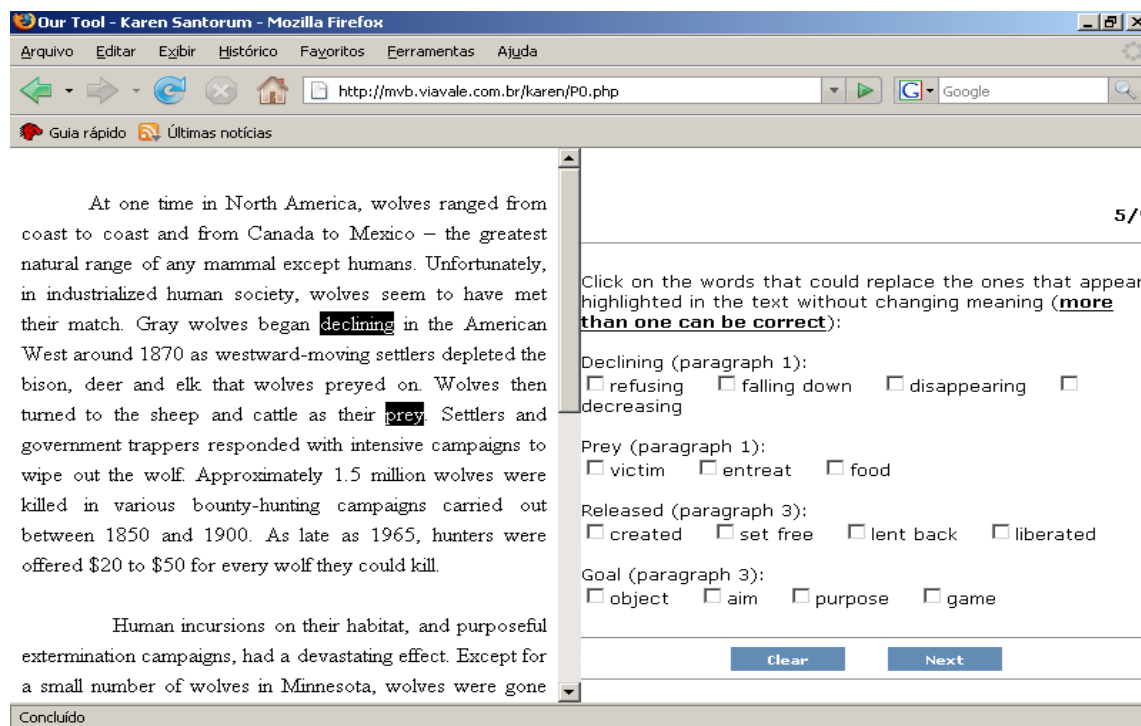 Our Tool - Karen Santorum - Mozilla Firefox
Arquivo Editar Exibir Histórico Favoritos Ferramentas Ajuda
http://mvb.viavale.com.br/karen/P0.php
G Google
Guia rápido Últimas notícias
At one time in North America, wolves ranged from
coast to coast and from Canada to Mexico – the greatest
natural range of any mammal except humans. Unfortunately,
in industrialized human society, wolves seem to have met
their match. Gray wolves began declining in the American
West around 1870 as westward-moving settlers depleted the
bison, deer and elk that wolves preyed on. Wolves then
turned to the sheep and cattle as their prey. Settlers and
government trappers responded with intensive campaigns to
wipe out the wolf. Approximately 1.5 million wolves were
killed in various bounty-hunting campaigns carried out
between 1850 and 1900. As late as 1965, hunters were
offered $20 to $50 for every wolf they could kill.
Human incursions on their habitat, and purposeful
extermination campaigns, had a devastating effect. Except for
a small number of wolves in Minnesota, wolves were gone
5/
Click on the words that could replace the ones that appear
highlighted in the text without changing meaning (more
than one can be correct):
Declining (paragraph 1):
refusing falling down disappearing
decreasing
Prey (paragraph 1):
victim entreat food
Released (paragraph 3):
created set free lent back liberated
Goal (paragraph 3):
object aim purpose game
Clear Next
Concluído